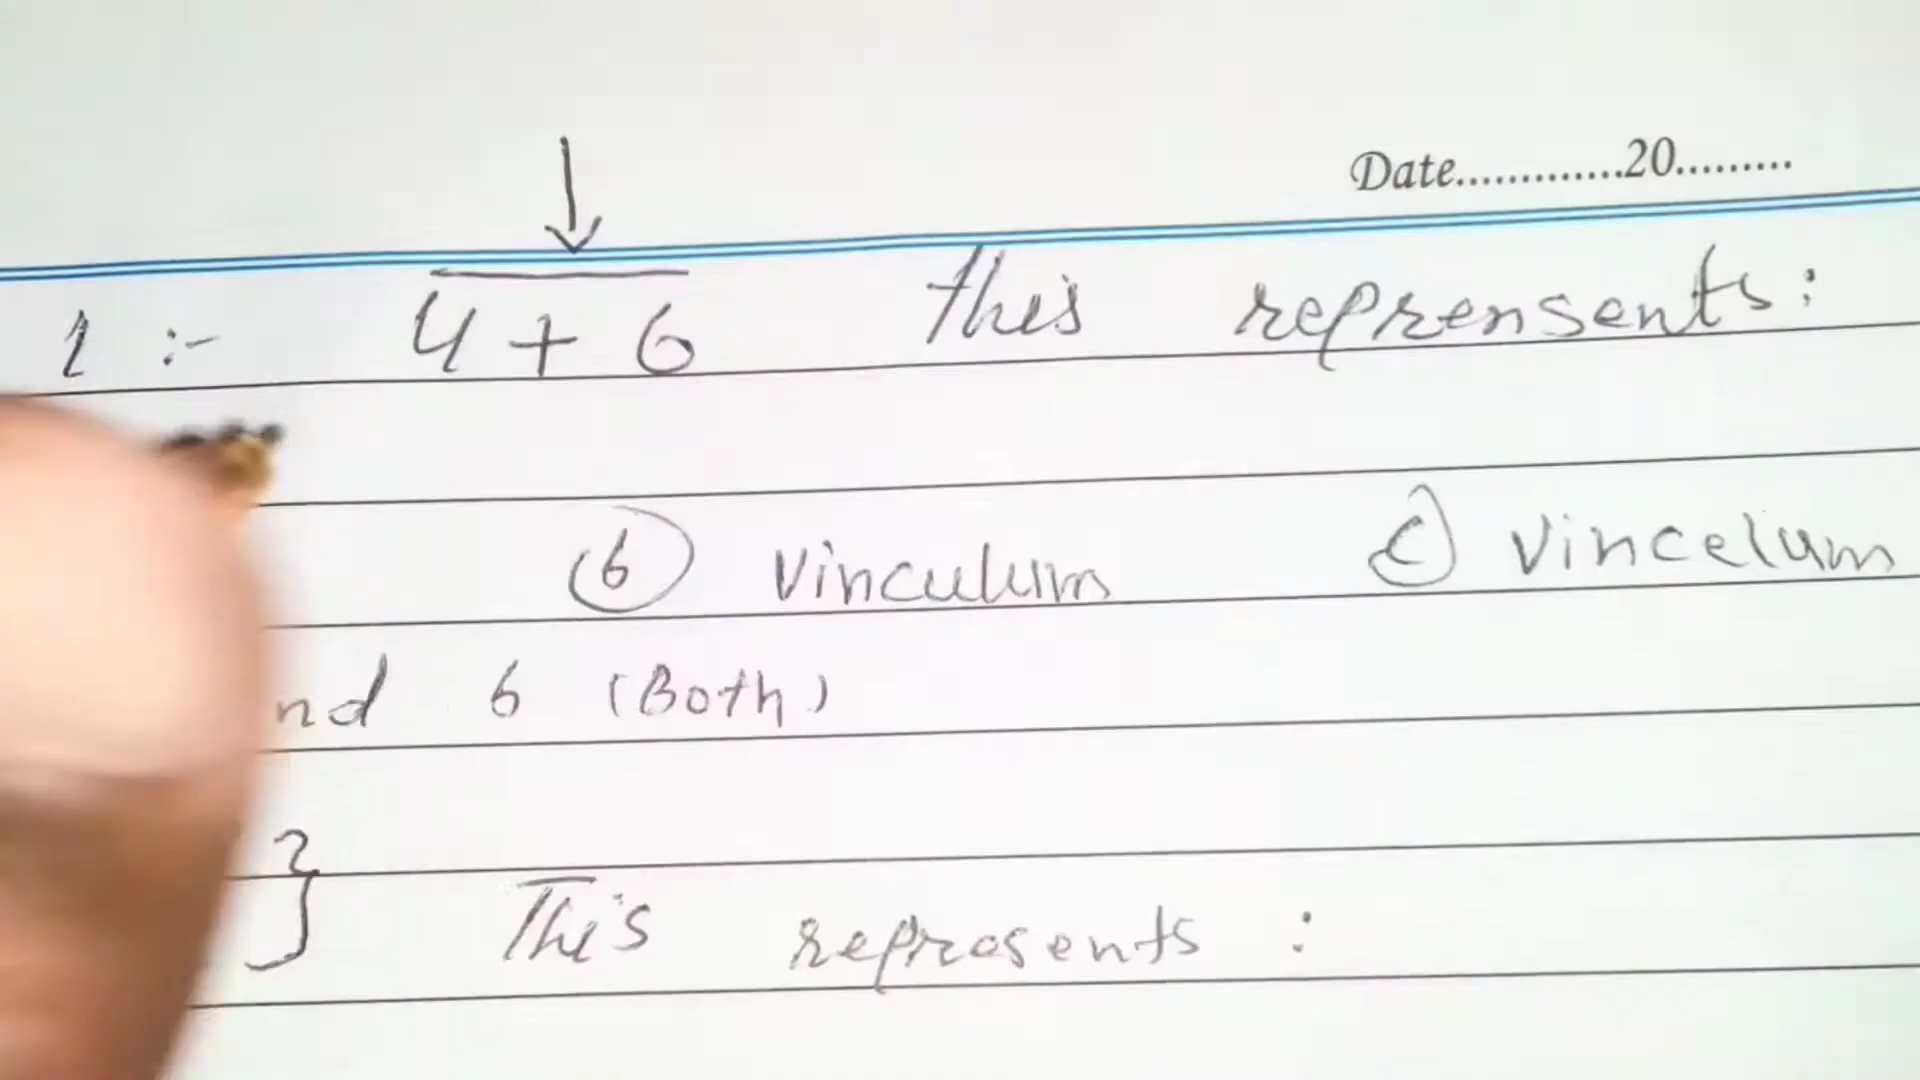 Date.............20.........
1 :- 4 + 6 this reprensents:
(b) vinculum (c) vincelum
nd 6 (Both)
} This represents :